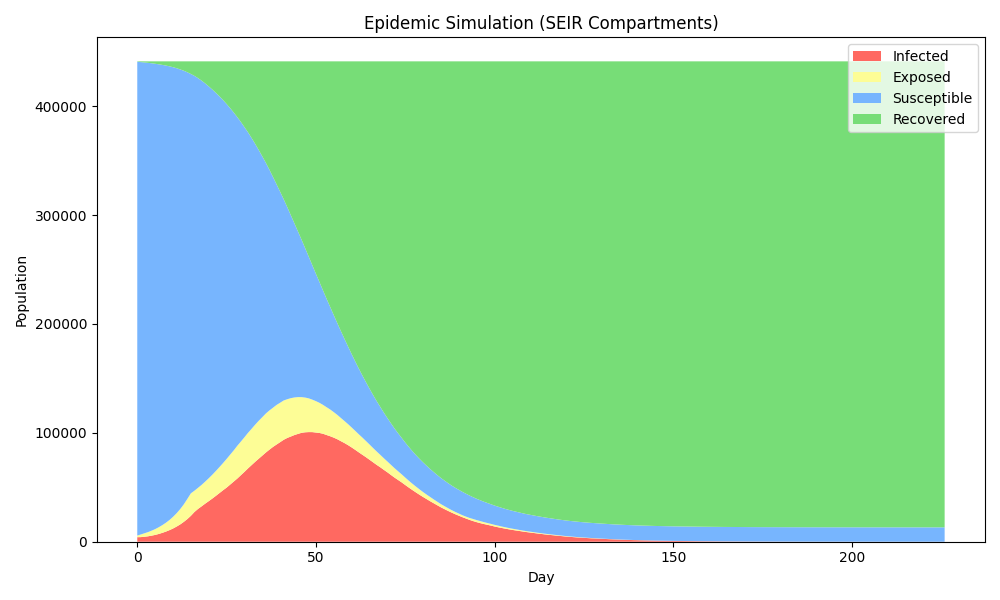 Epidemic Simulation (SEIR Compartments)
Infected
Exposed
Susceptible
Recovered
Population
400000
300000
200000
100000
0
0 50 100 150 200
Day